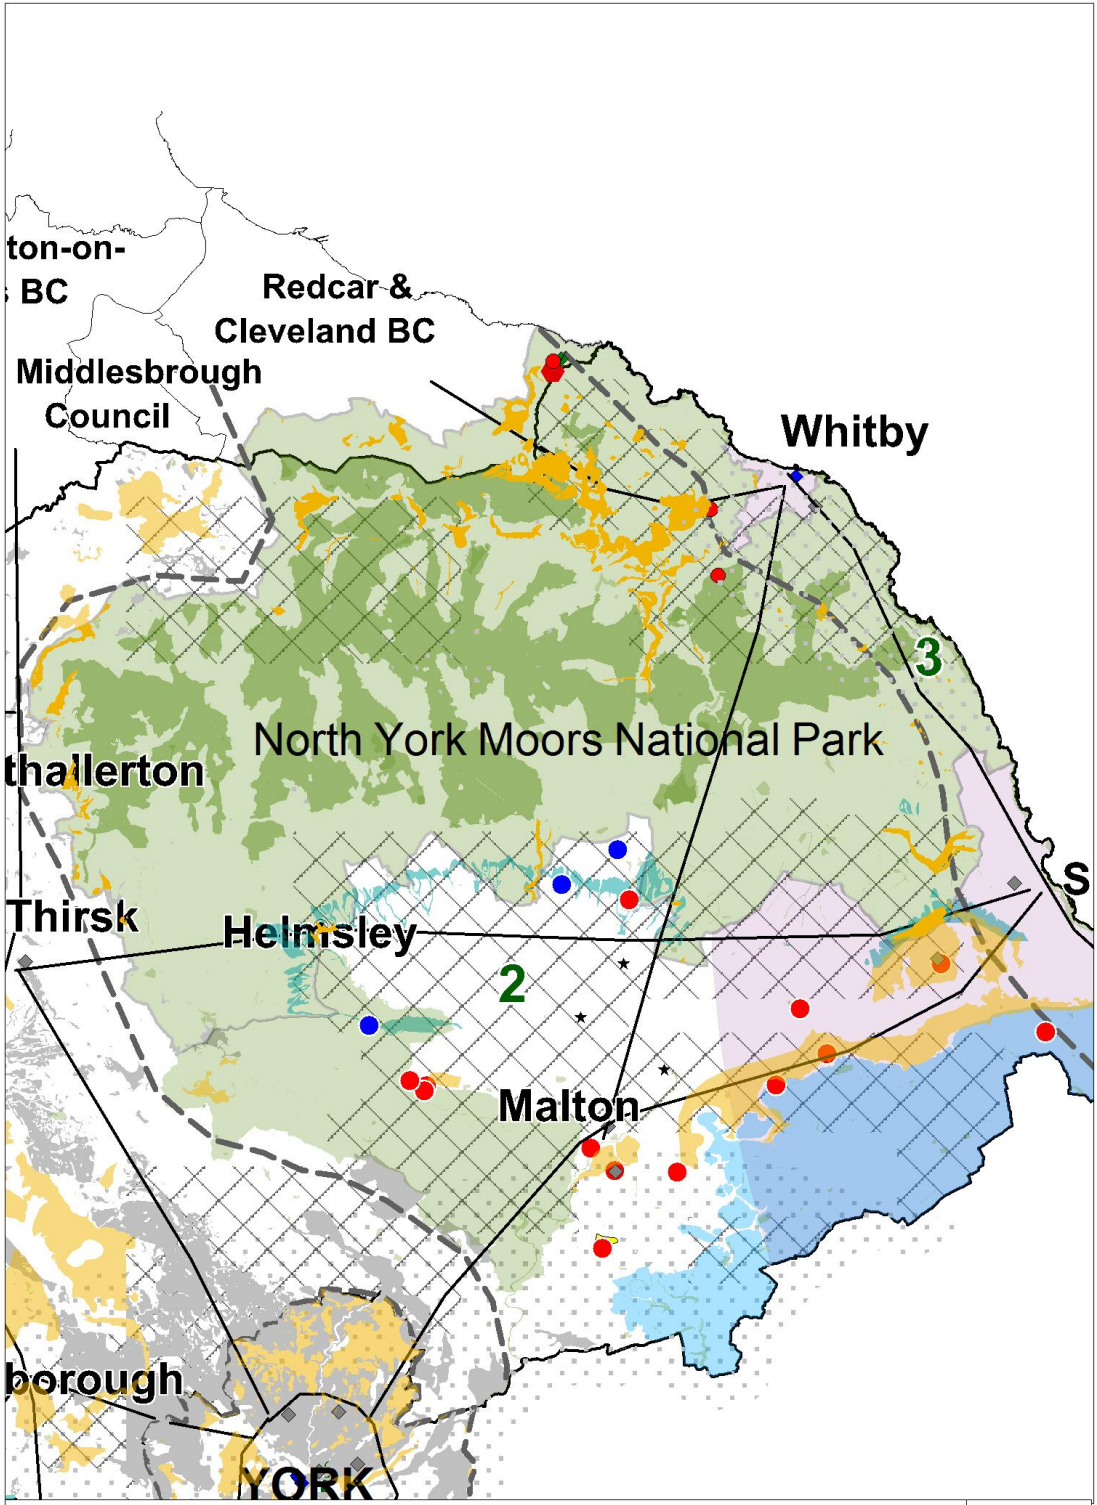 ton-on-
s BC
Redcar &
Cleveland BC
Middlesbrough
Council
Whitby
3
North York Moors National Park
thallerton
S
Thirsk
Helmsley
2
Malton
borough
YORK